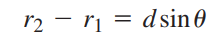 r₂ − r₁ = d sin θ